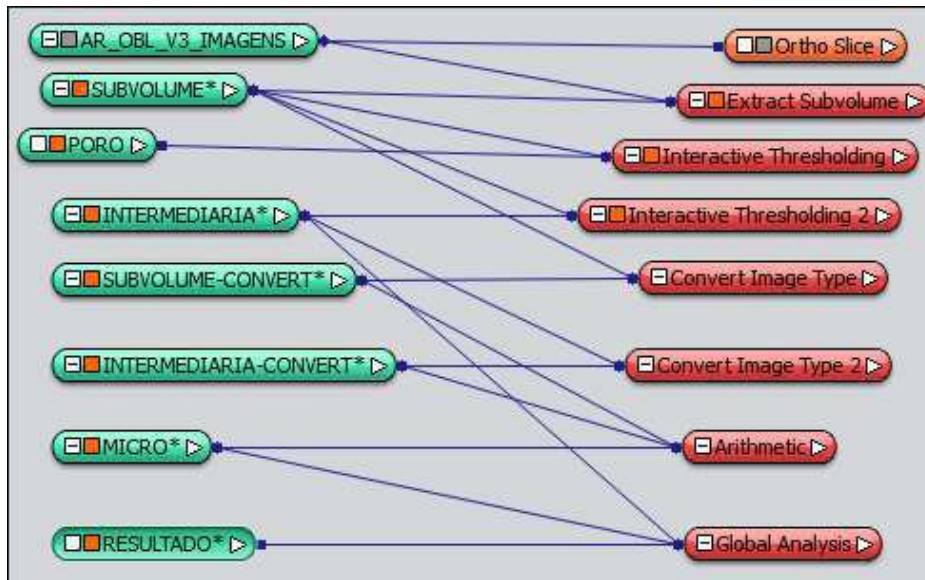 AR_OBL_V3_IMAGENS
Ortho Slice
SUBVOLUME*
Extract Subvolume
PORO
Interactive Thresholding
INTERMEDIARIA*
Interactive Thresholding 2
SUBVOLUME-CONVERT*
Convert Image Type
INTERMEDIARIA-CONVERT*
Convert Image Type 2
MICRO*
Arithmetic
RESULTADO*
Global Analysis